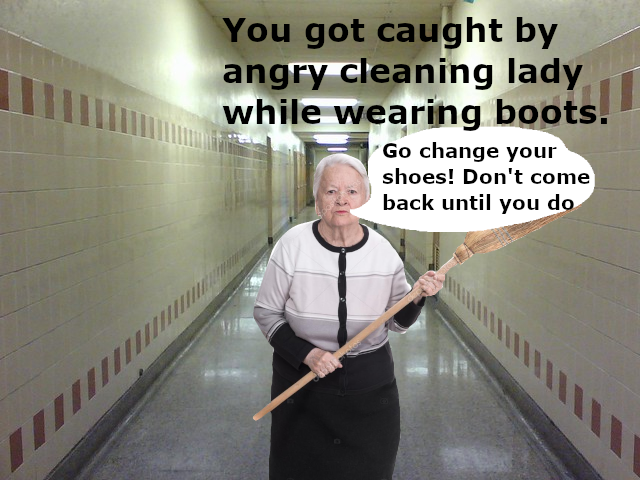 You got caught by
angry cleaning lady
while wearing boots.
Go change your
shoes! Don't come
back until you do